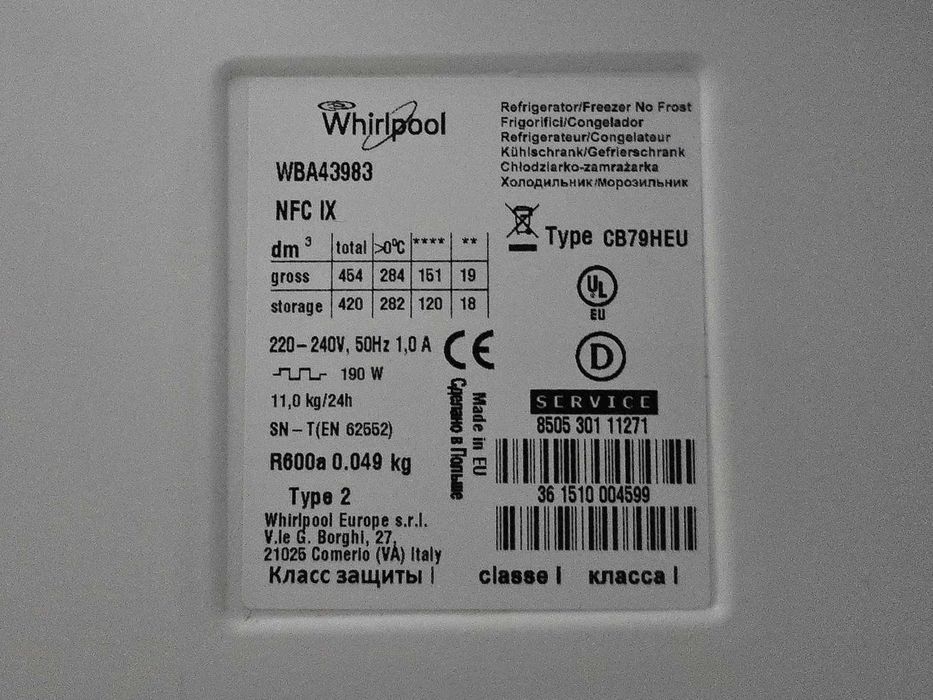 Whirlpool
WBA43983
NFC IX
Refrigerator/Freezer No Frost
Frigorifici/Congelador
Refrigerateur/Congelateur
Kühlschrank/Gefrierschrank
Chłodziarko-zamrażarka
Холодильник/Морозильник
dm³ total >0°C **** **
gross 454 284 151 19
storage 420 282 120 18
Type CB79HEU
UL
EU
D
220-240V, 50Hz 1,0 A
CE
190 W
11,0 kg/24h
SN-T(EN 62552)
R600a 0.049 kg
Type 2
Made in EU
Сделано в Польше
SERVICE
8505 301 11271
36 1510 004599
Whirlpool Europe s.r.l.
V.le G. Borghi, 27,
21025 Comerio (VA) Italy
Класс защиты I classe I класса I